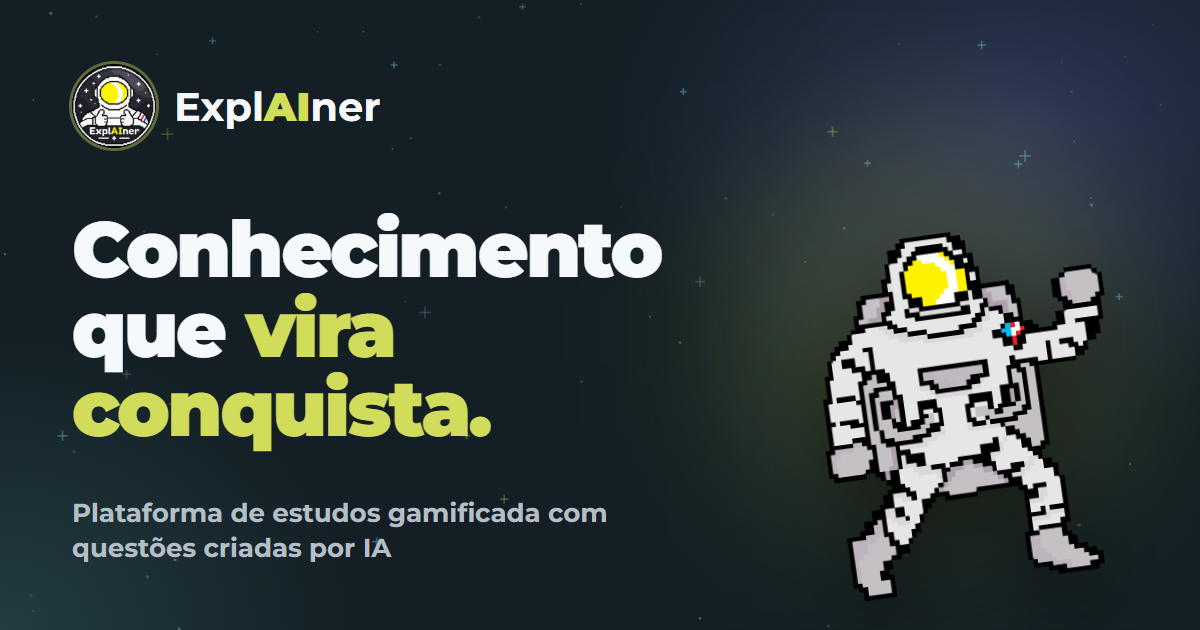 ExplAIner
ExplAIner
Conhecimento
que vira
conquista.
Plataforma de estudos gamificada com
questões criadas por IA